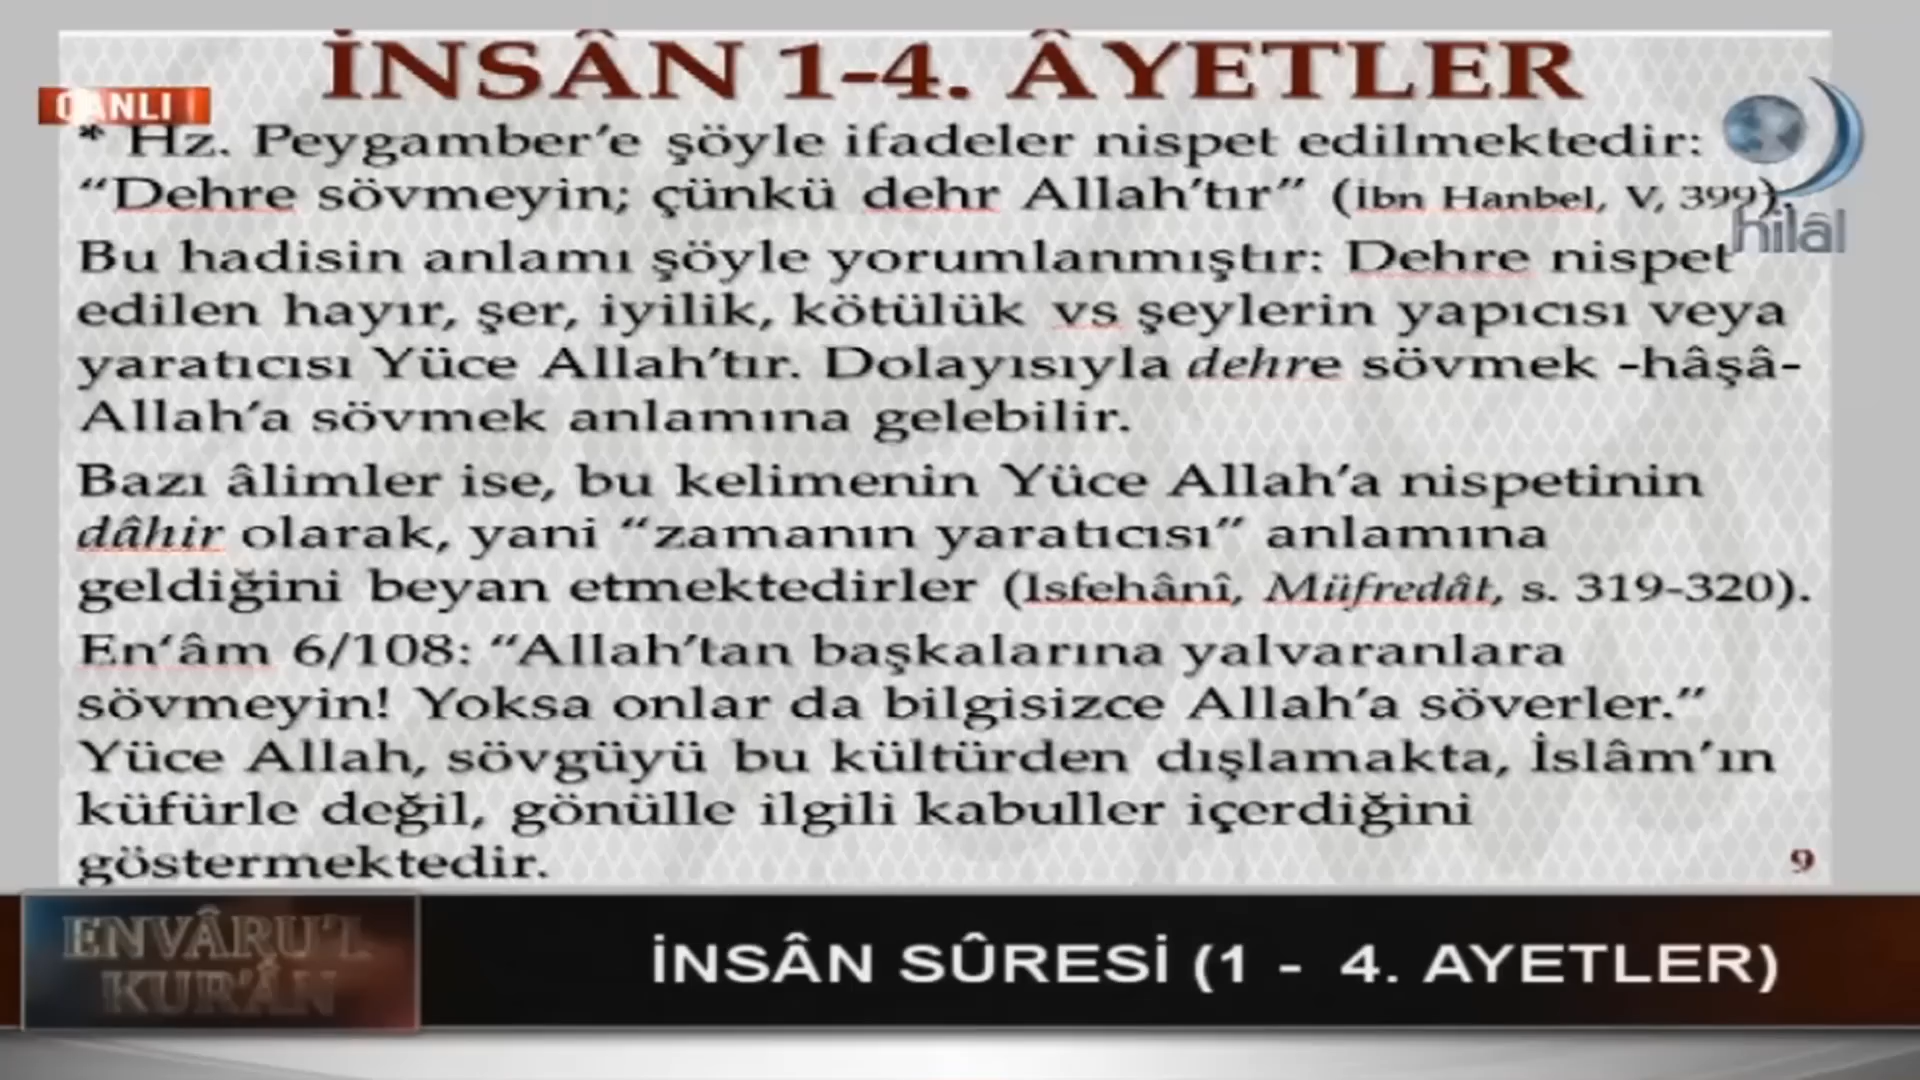 İNSÂN 1-4. ÂYETLER
CANLI
* Hz. Peygamber’e şöyle ifadeler nispet edilmektedir:
“Dehre sövmeyin; çünkü dehr Allah’tır” (İbn Hanbel, V, 399).
hilâl
Bu hadisin anlamı şöyle yorumlanmıştır: Dehre nispet
edilen hayır, şer, iyilik, kötülük vs şeylerin yapıcısı veya
yaratıcısı Yüce Allah’tır. Dolayısıyla dehre sövmek -hâşâ-
Allah’a sövmek anlamına gelebilir.
Bazı âlimler ise, bu kelimenin Yüce Allah’a nispetinin
dâhir olarak, yani “zamanın yaratıcısı” anlamına
geldiğini beyan etmektedirler (Isfehânî, Müfredât, s. 319-320).
En‘âm 6/108: “Allah’tan başkalarına yalvaranlara
sövmeyin! Yoksa onlar da bilgisizce Allah’a söverler.”
Yüce Allah, sövgüyü bu kültürden dışlamakta, İslâm’ın
küfürle değil, gönülle ilgili kabuller içerdiğini
göstermektedir.
9
ENVÂRU'L
KUR'ÂN
İNSÂN SÛRESİ (1 - 4. AYETLER)